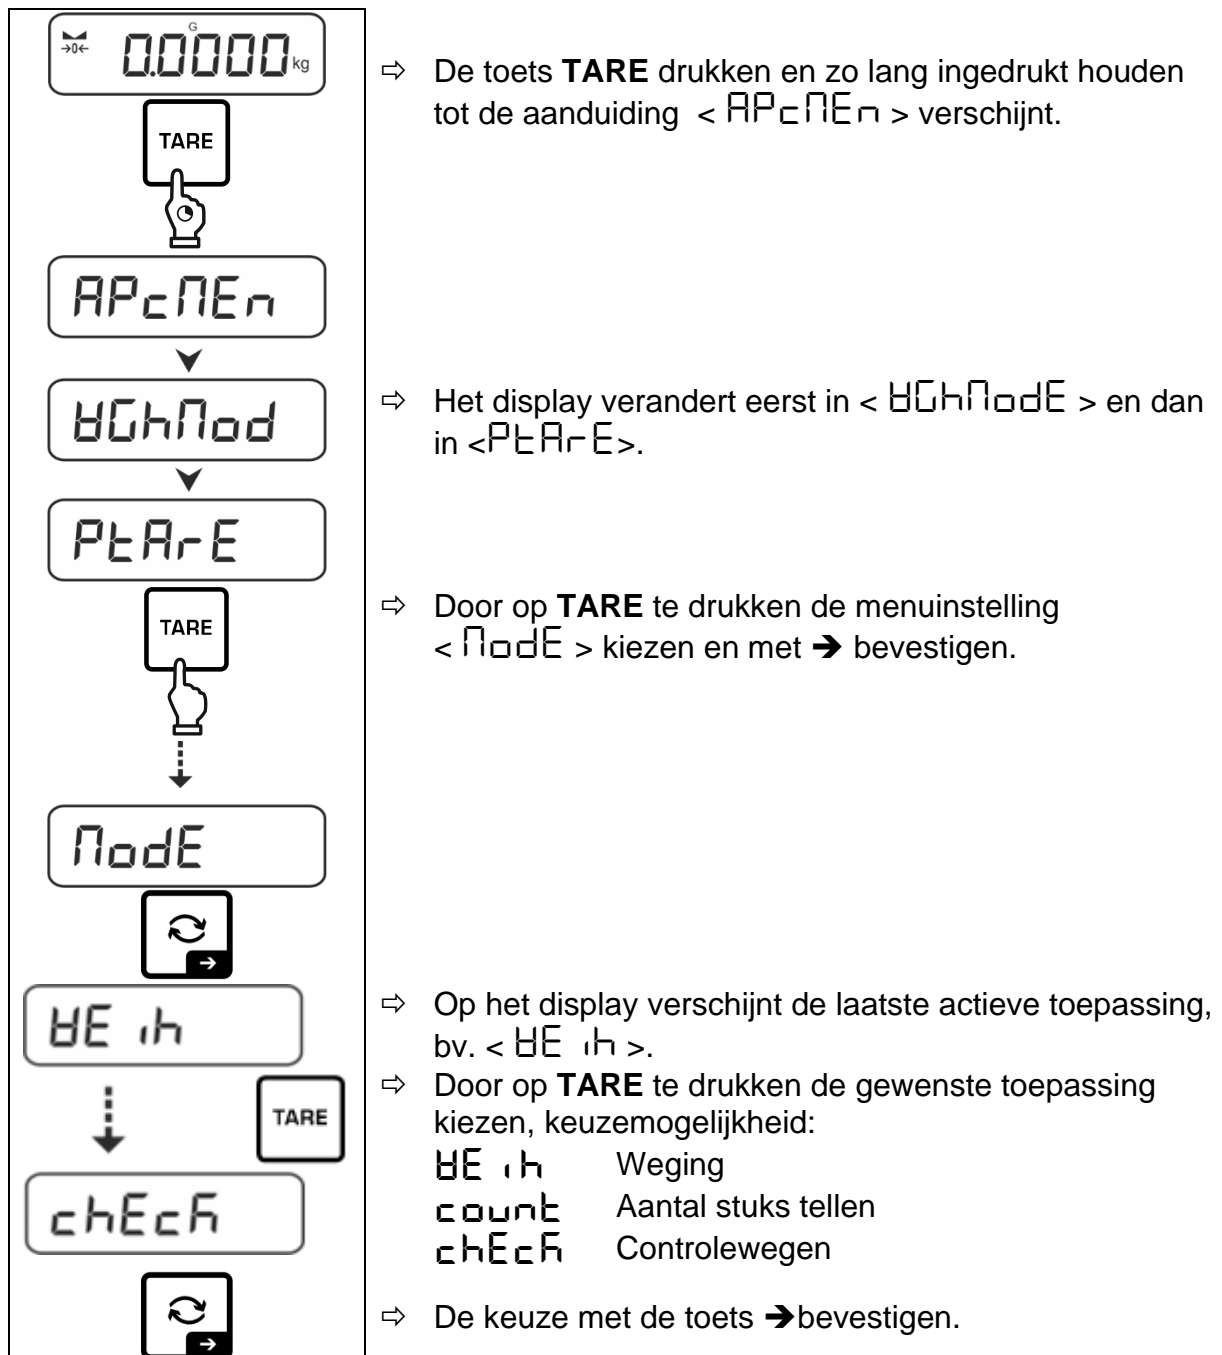 G
→0← 0.0000 kg
TARE
⇨ De toets TARE drukken en zo lang ingedrukt houden
tot de aanduiding < APcMEn > verschijnt.
APcMEn
WGhMod
⇨ Het display verandert eerst in < WGhModE > en dan
in <PtArE>.
PtArE
TARE
⇨ Door op TARE te drukken de menuinstelling
< ModE > kiezen en met ➔ bevestigen.
ModE
→
WEih
⇨ Op het display verschijnt de laatste actieve toepassing,
bv. < WEih >.
TARE
⇨ Door op TARE te drukken de gewenste toepassing
kiezen, keuzemogelijkheid:
WEih Weging
count Aantal stuks tellen
chEck Controlewegen
chEck
→
⇨ De keuze met de toets ➔bevestigen.